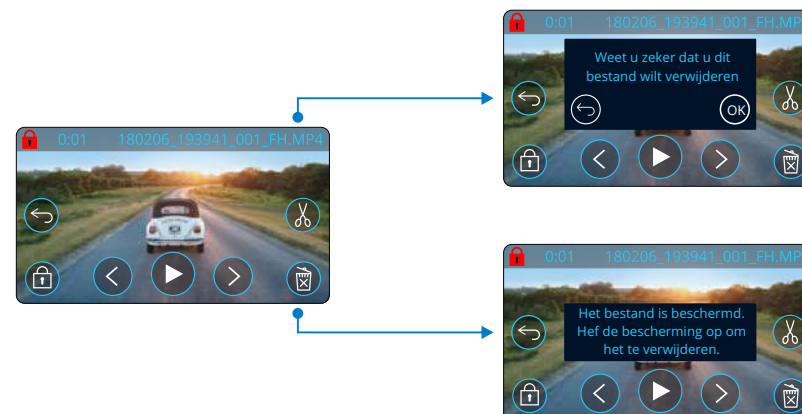 0:01 180206_193941_001_FH.MP4
0:01 180206_193941_001_FH.MP
Weet u zeker dat u dit
bestand wilt verwijderen
OK
0:01 180206_193941_001_FH.MP
Het bestand is beschermd.
Hef de bescherming op om
het te verwijderen.